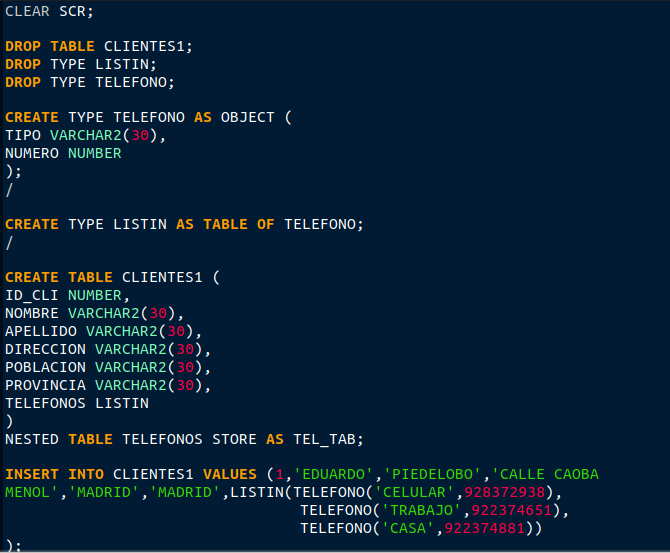 CLEAR SCR;
DROP TABLE CLIENTES1;
DROP TYPE LISTIN;
DROP TYPE TELEFONO;
CREATE TYPE TELEFONO AS OBJECT (
TIPO VARCHAR2(30),
NUMERO NUMBER
);
/
CREATE TYPE LISTIN AS TABLE OF TELEFONO;
/
CREATE TABLE CLIENTES1 (
ID_CLI NUMBER,
NOMBRE VARCHAR2(30),
APELLIDO VARCHAR2(30),
DIRECCION VARCHAR2(30),
POBLACION VARCHAR2(30),
PROVINCIA VARCHAR2(30),
TELEFONOS LISTIN
)
NESTED TABLE TELEFONOS STORE AS TEL_TAB;
INSERT INTO CLIENTES1 VALUES (1,'EDUARDO','PIEDELOBO','CALLE CAOBA
MENOL','MADRID','MADRID',LISTIN(TELEFONO('CELULAR',928372938),
TELEFONO('TRABAJO',922374651),
TELEFONO('CASA',922374881))
);